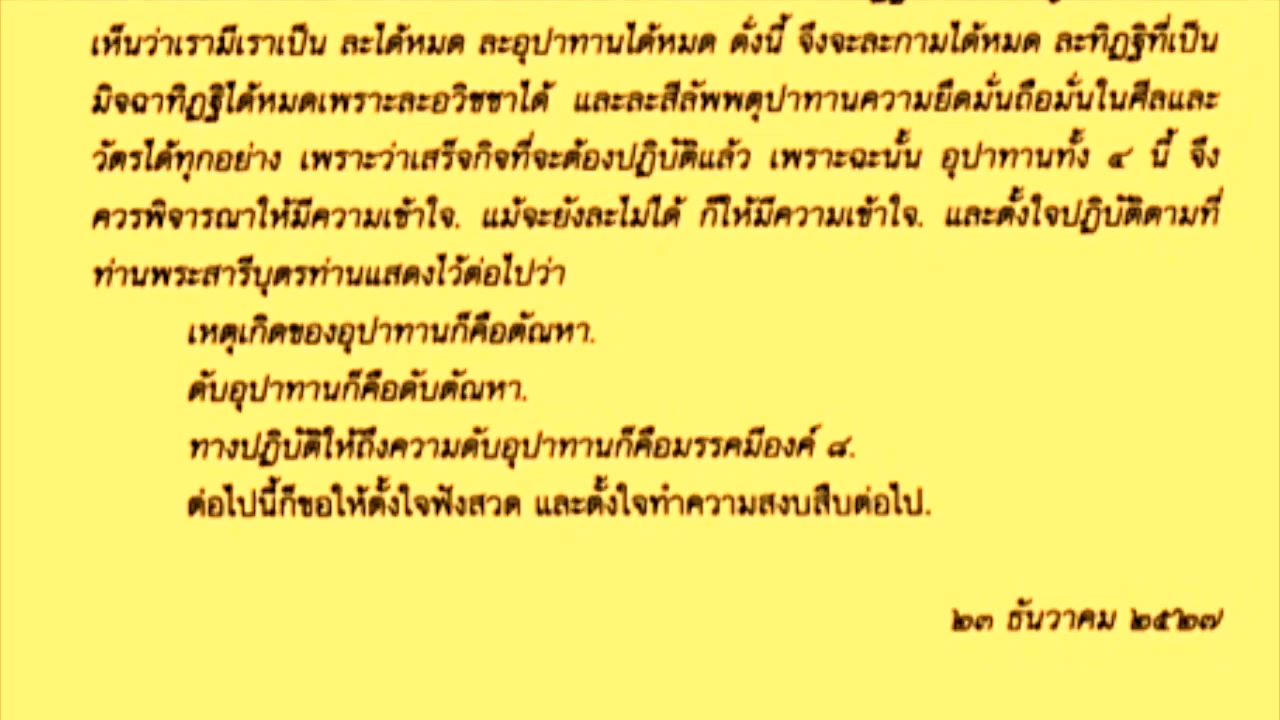 เห็นว่าเรามีเราเป็น ละได้หมด ละอุปาทานได้หมด ดั่งนี้ จึงจะละกามได้หมด ละทิฏฐิที่เป็น
มิจฉาทิฏฐิได้หมดเพราะละอวิชชาได้ และละสีลัพพตุปาทานความยึดมั่นถือมั่นในศีลและ
วัตรได้ทุกอย่าง เพราะว่าเสร็จกิจที่จะต้องปฏิบัติแล้ว เพราะฉะนั้น อุปาทานทั้ง ๔ นี้ จึง
ควรพิจารณาให้มีความเข้าใจ. แม้จะยังละไม่ได้ ก็ให้มีความเข้าใจ. และตั้งใจปฏิบัติตามที่
ท่านพระสารีบุตรท่านแสดงไว้ต่อไปว่า
เหตุเกิดของอุปาทานก็คือตัณหา.
ดับอุปาทานก็คือดับตัณหา.
ทางปฏิบัติให้ถึงความดับอุปาทานก็คือมรรคมีองค์ ๘.
ต่อไปนี้ก็ขอให้ตั้งใจฟังสวด และตั้งใจทำความสงบสืบต่อไป.
๒๓ ธันวาคม ๒๕๒๗